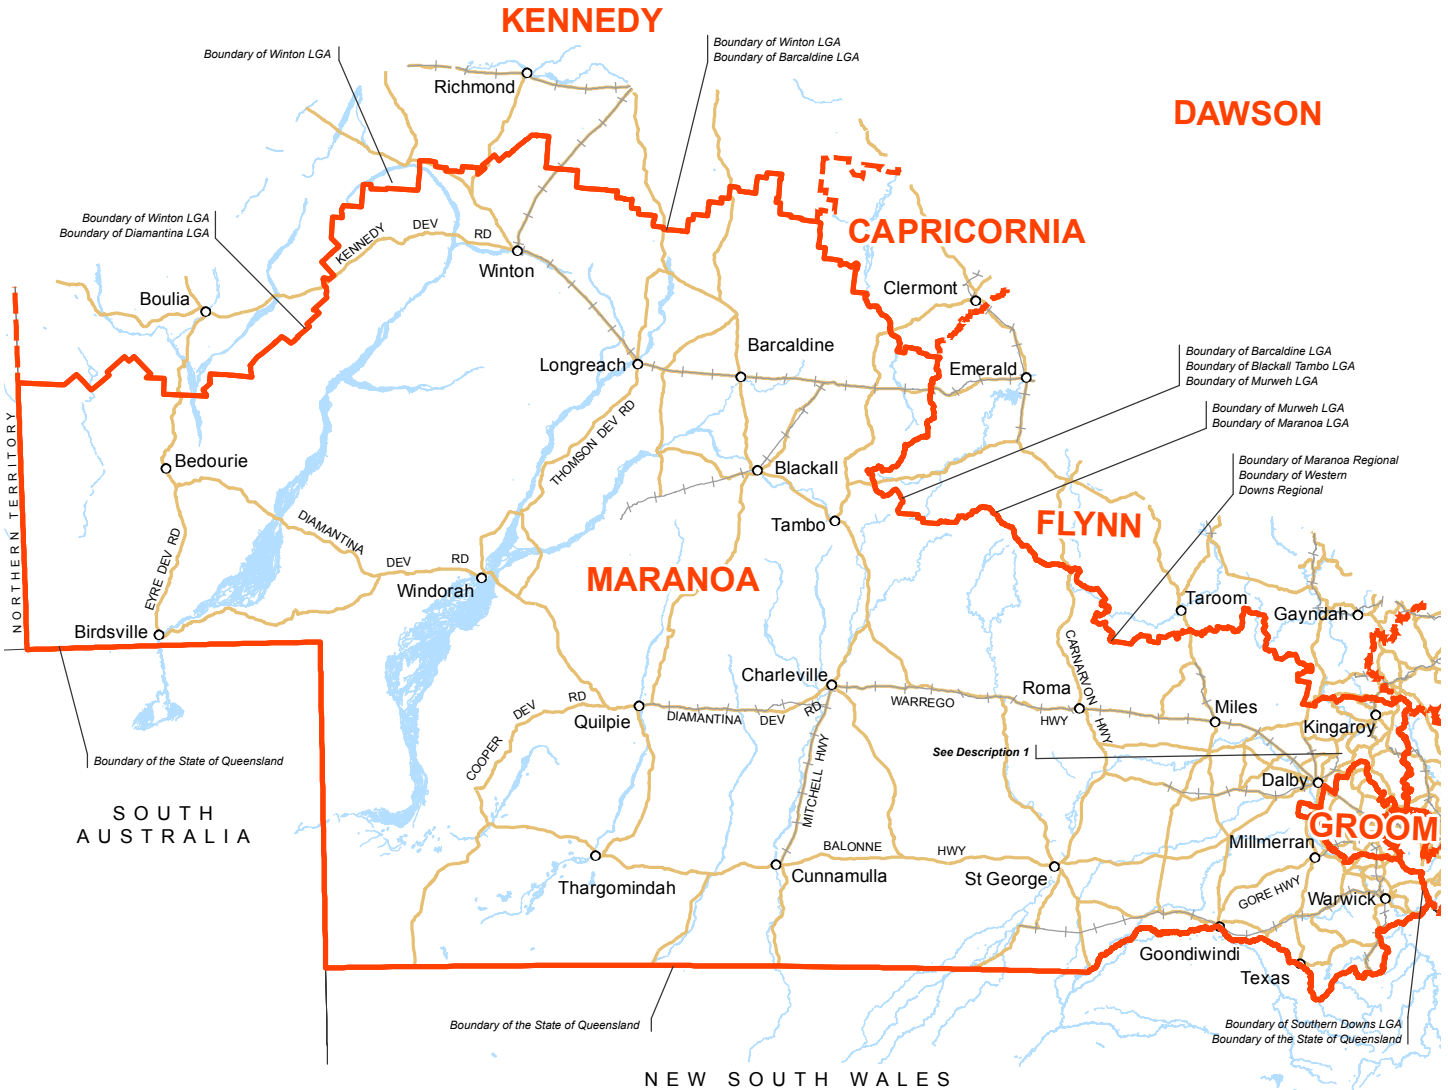 KENNEDY
Boundary of Winton LGA
Boundary of Winton LGA
Boundary of Barcaldine LGA
Richmond
DAWSON
Boundary of Winton LGA
Boundary of Diamantina LGA
KENNEDY DEV RD
CAPRICORNIA
Winton
Boulia
Clermont
Longreach
Barcaldine
Emerald
Boundary of Barcaldine LGA
Boundary of Blackall Tambo LGA
Boundary of Murweh LGA
Boundary of Murweh LGA
Boundary of Maranoa LGA
NORTHERN TERRITORY
THOMSON DEV RD
Bedourie
Blackall
Boundary of Maranoa Regional
Boundary of Western
Downs Regional
DIAMANTINA DEV RD
Tambo
FLYNN
EYRE DEV RD
Windorah
MARANOA
Taroom
Gayndah
Birdsville
CARNARVON HWY
Charleville
COOPER DEV RD
Quilpie
DIAMANTINA DEV RD
WARREGO HWY
Roma
Miles
Kingaroy
See Description 1
Boundary of the State of Queensland
MITCHELL HWY
Dalby
SOUTH
AUSTRALIA
GROOM
Millmerran
BALONNE HWY
Thargomindah
Cunnamulla
St George
GORE HWY
Warwick
Goondiwindi
Texas
Boundary of the State of Queensland
Boundary of Southern Downs LGA
Boundary of the State of Queensland
NEW SOUTH WALES